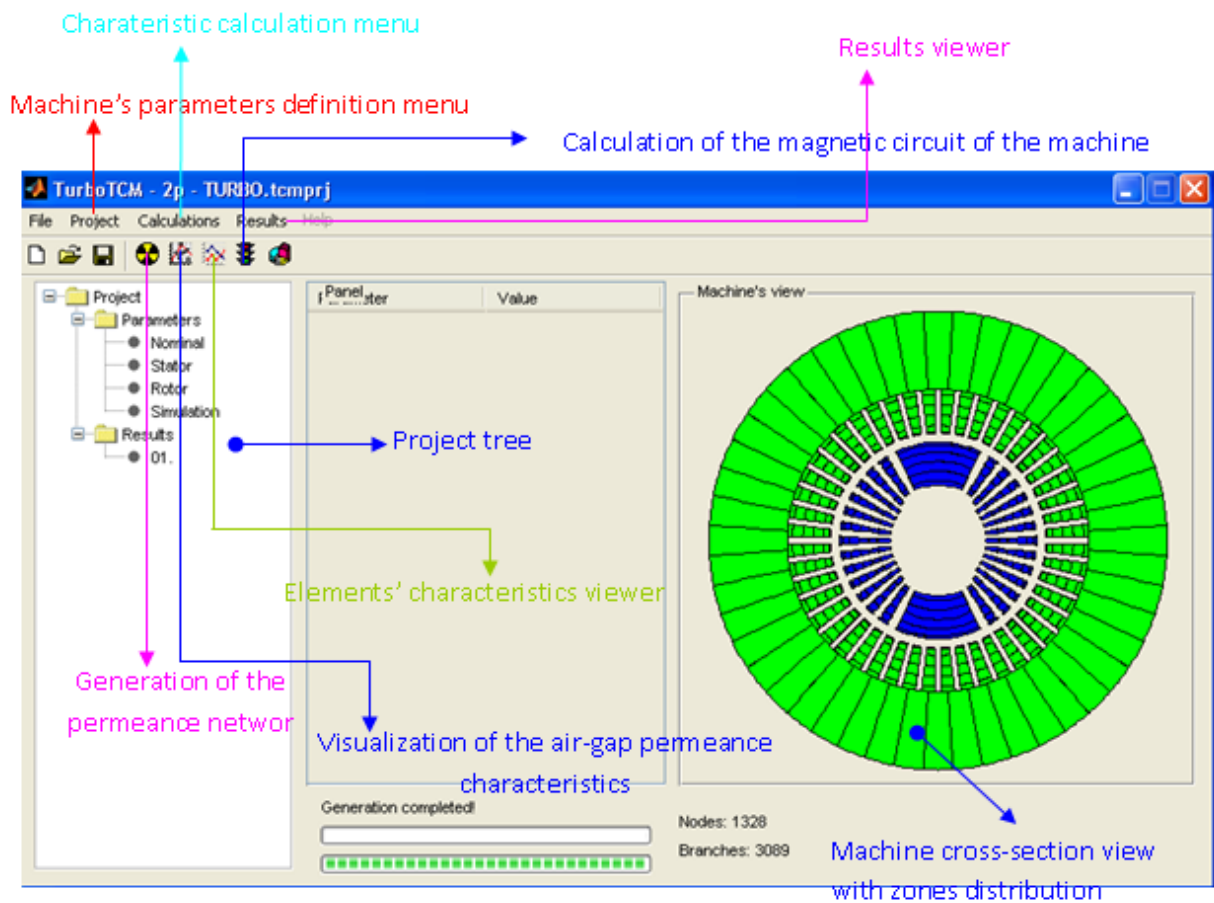 Charateristic calculation menu
Results viewer
Machine's parameters definition menu
Calculation of the magnetic circuit of the machine
TurboTCM - 2p - TURBO.tcmprj
File Project Calculations Results Help
Project
Parameters
Nominal
Stator
Rotor
Simulation
Results
01.
Panel
Value
Machine's view
Project tree
Elements' characteristics viewer
Generation of the
permeance networ
Visualization of the air-gap permeance
characteristics
Generation completed!
Nodes: 1328
Branches: 3089
Machine cross-section view
with zones distribution